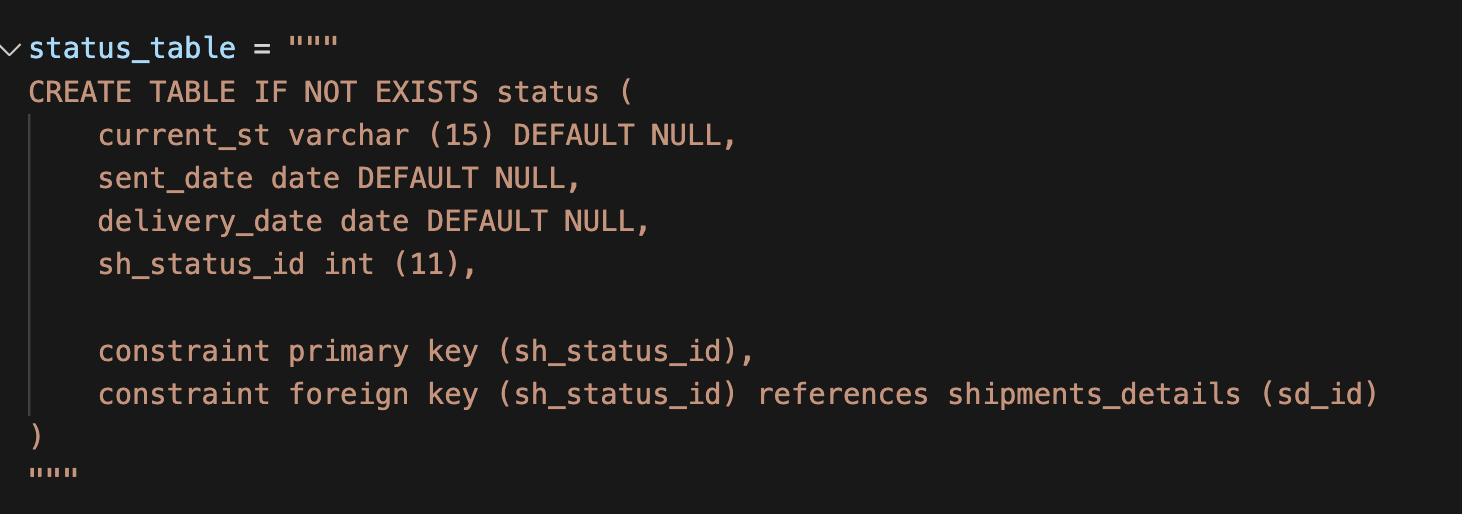 status_table = """
CREATE TABLE IF NOT EXISTS status (
    current_st varchar (15) DEFAULT NULL,
    sent_date date DEFAULT NULL,
    delivery_date date DEFAULT NULL,
    sh_status_id int (11),

    constraint primary key (sh_status_id),
    constraint foreign key (sh_status_id) references shipments_details (sd_id)
)
"""